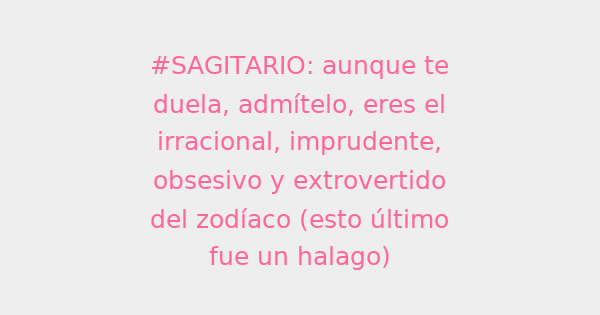 #SAGITARIO: aunque te
duela, admítelo, eres el
irracional, imprudente,
obsesivo y extrovertido
del zodíaco (esto último
fue un halago)